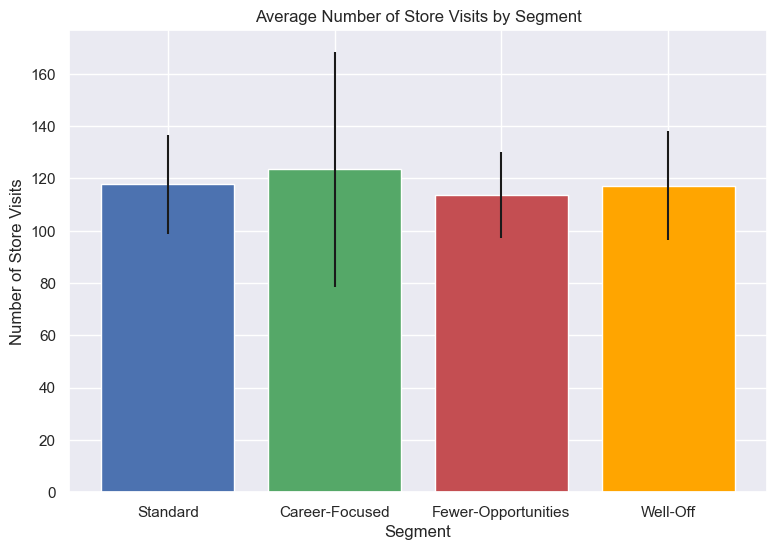 Average Number of Store Visits by Segment
Number of Store Visits
160
140
120
100
80
60
40
20
0
Standard
Career-Focused
Fewer-Opportunities
Well-Off
Segment